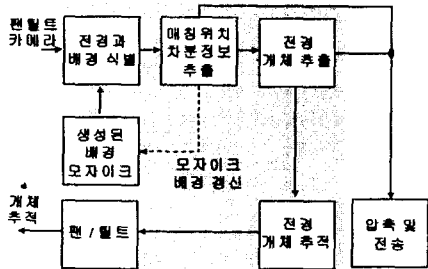 팬틸트
카메라
전경과
배경 식별
매칭위치
차분정보
추출
전경
개체 추출
생성된
배경
모자이크
모자이크
배경 갱신
개체
추적
팬 / 틸트
전경
개체 추적
압축 및
전송